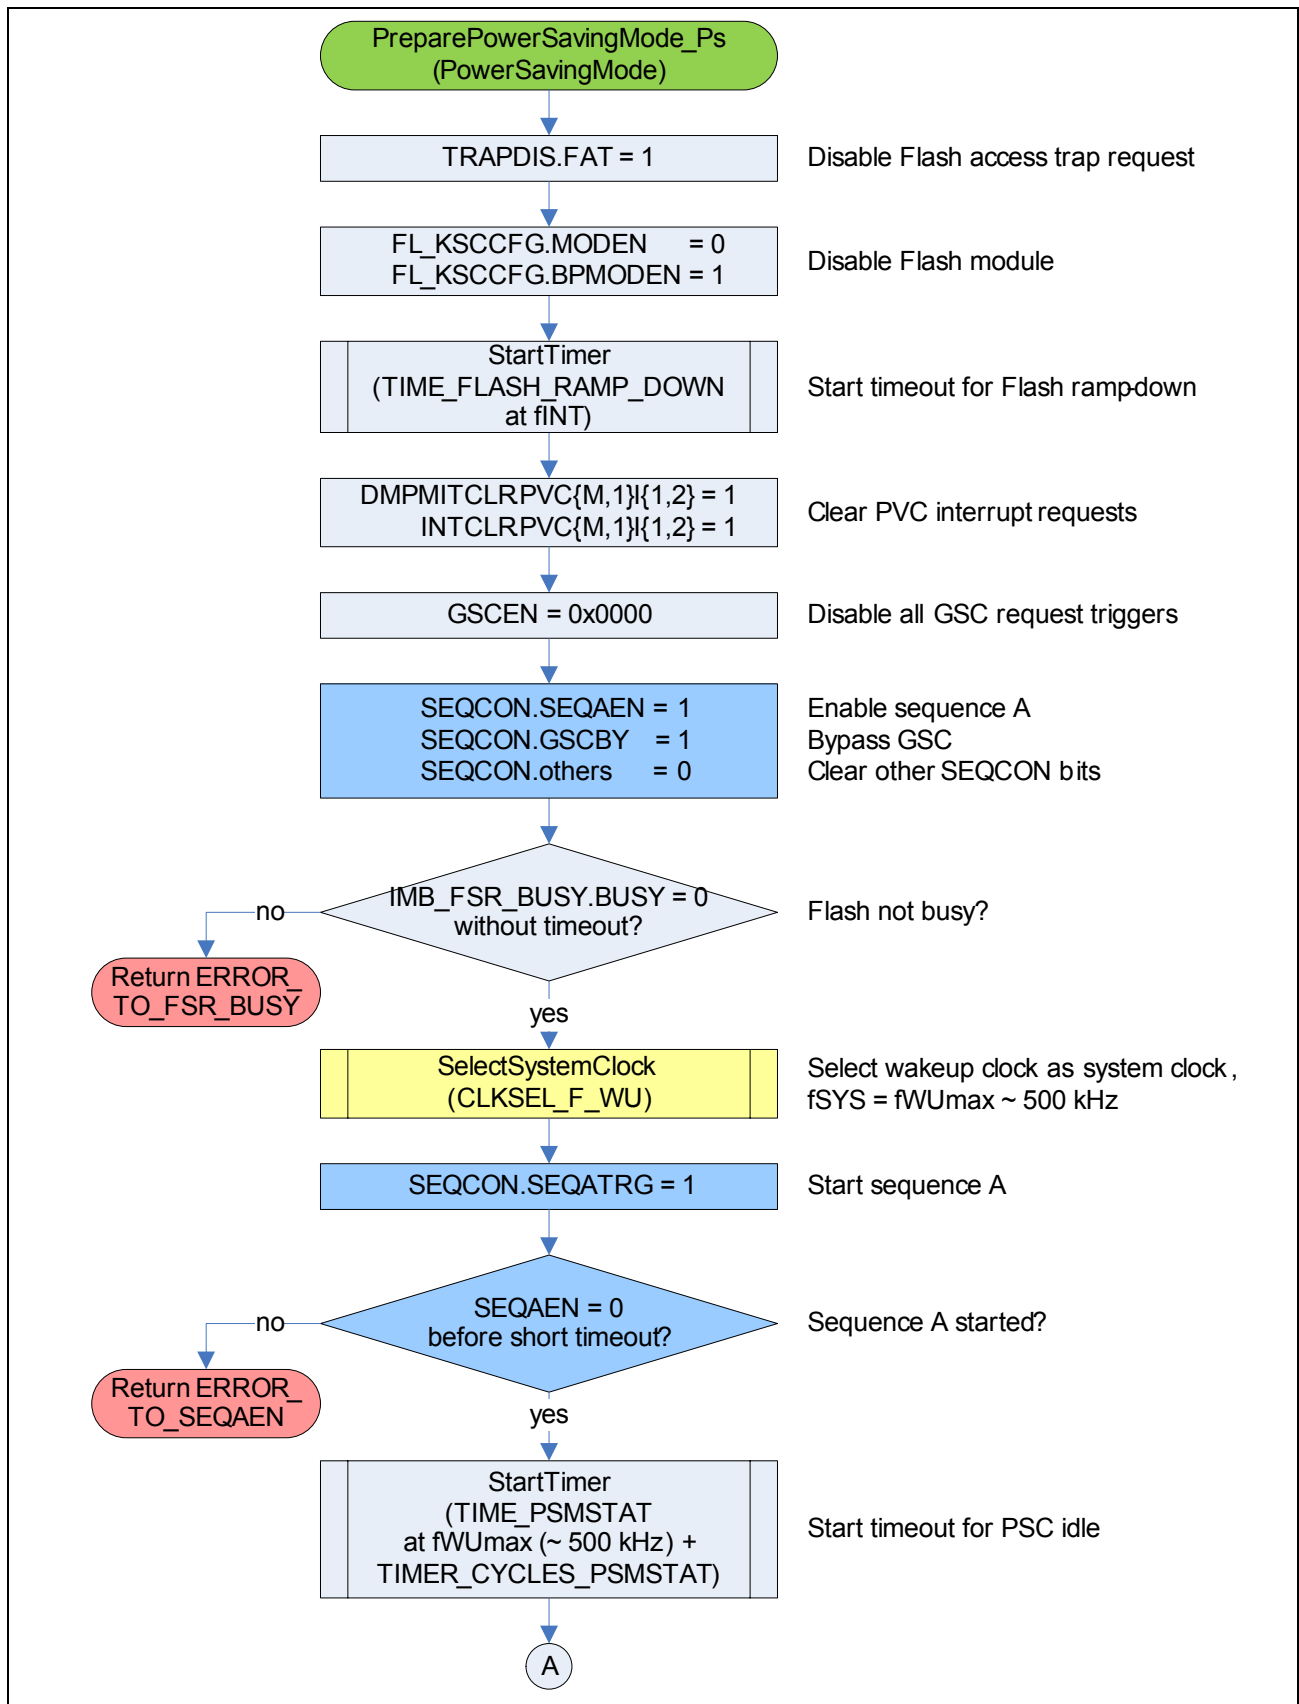 PreparePowerSavingMode_Ps
(PowerSavingMode)
TRAPDIS.FAT = 1
Disable Flash access trap request
FL_KSCCFG.MODEN = 0
FL_KSCCFG.BPMODEN = 1
Disable Flash module
StartTimer
(TIME_FLASH_RAMP_DOWN
at fINT)
Start timeout for Flash ramp-down
DMPMITCLRPVC{M,1}I{1,2} = 1
INTCLRPVC{M,1}I{1,2} = 1
Clear PVC interrupt requests
GSCEN = 0x0000
Disable all GSC request triggers
SEQCON.SEQAEN = 1
SEQCON.GSCBY = 1
SEQCON.others = 0
Enable sequence A
Bypass GSC
Clear other SEQCON bits
IMB_FSR_BUSY.BUSY = 0
without timeout?
Flash not busy?
no
Return ERROR_
TO_FSR_BUSY
yes
SelectSystemClock
(CLKSEL_F_WU)
Select wakeup clock as system clock,
fSYS = fWUmax ~ 500 kHz
SEQCON.SEQATRG = 1
Start sequence A
SEQAEN = 0
before short timeout?
Sequence A started?
no
Return ERROR_
TO_SEQAEN
yes
StartTimer
(TIME_PSMSTAT
at fWUmax (~ 500 kHz) +
TIMER_CYCLES_PSMSTAT)
Start timeout for PSC idle
A